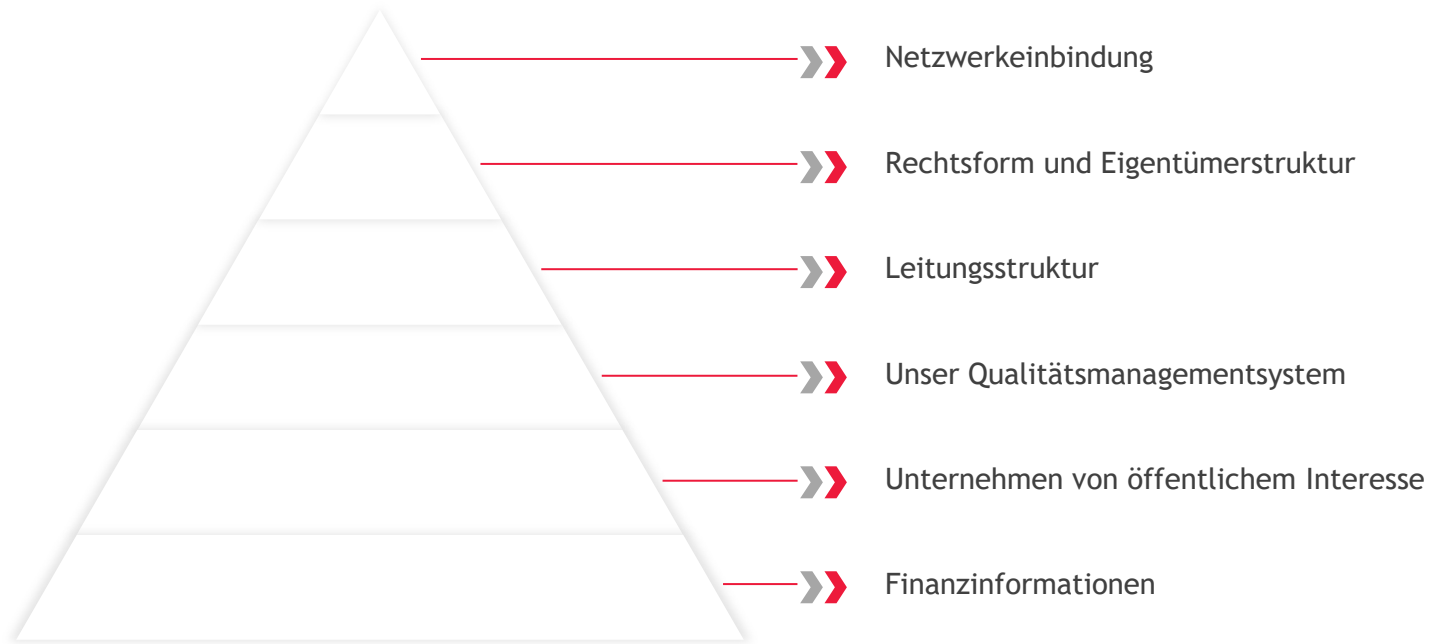 Netzwerkeinbindung
Rechtsform und Eigentümerstruktur
Leitungsstruktur
Unser Qualitätsmanagementsystem
Unternehmen von öffentlichem Interesse
Finanzinformationen